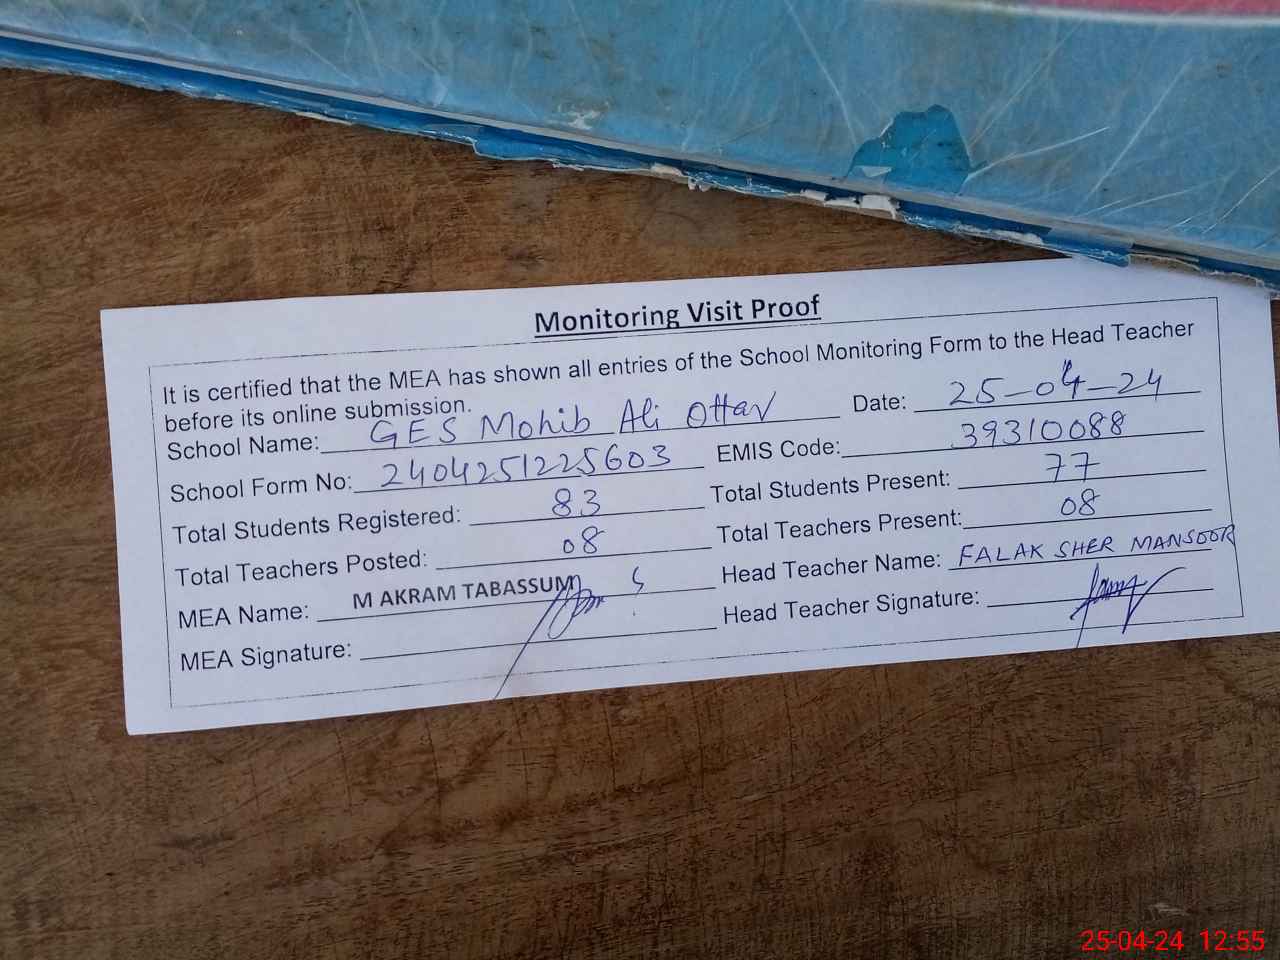 Monitoring Visit Proof
It is certified that the MEA has shown all entries of the School Monitoring Form to the Head Teacher
before its online submission.
School Name: GES Mohib Ali Ottar Date: 25-04-24
School Form No: 2404251225603 EMIS Code: 39310088
Total Students Registered: 83 Total Students Present: 77
Total Teachers Posted: 08 Total Teachers Present: 08
MEA Name: M AKRAM TABASSUM Head Teacher Name: FALAK SHER MANSOOR
MEA Signature: Head Teacher Signature:
25-04-24 12:55